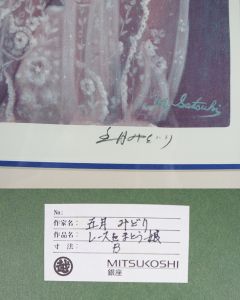 M. Satsuki
五月みどり
No:
作家名: 五月 みどり
作品名: レースをまとう娘
寸法: B
越 MITSUKOSHI
銀座